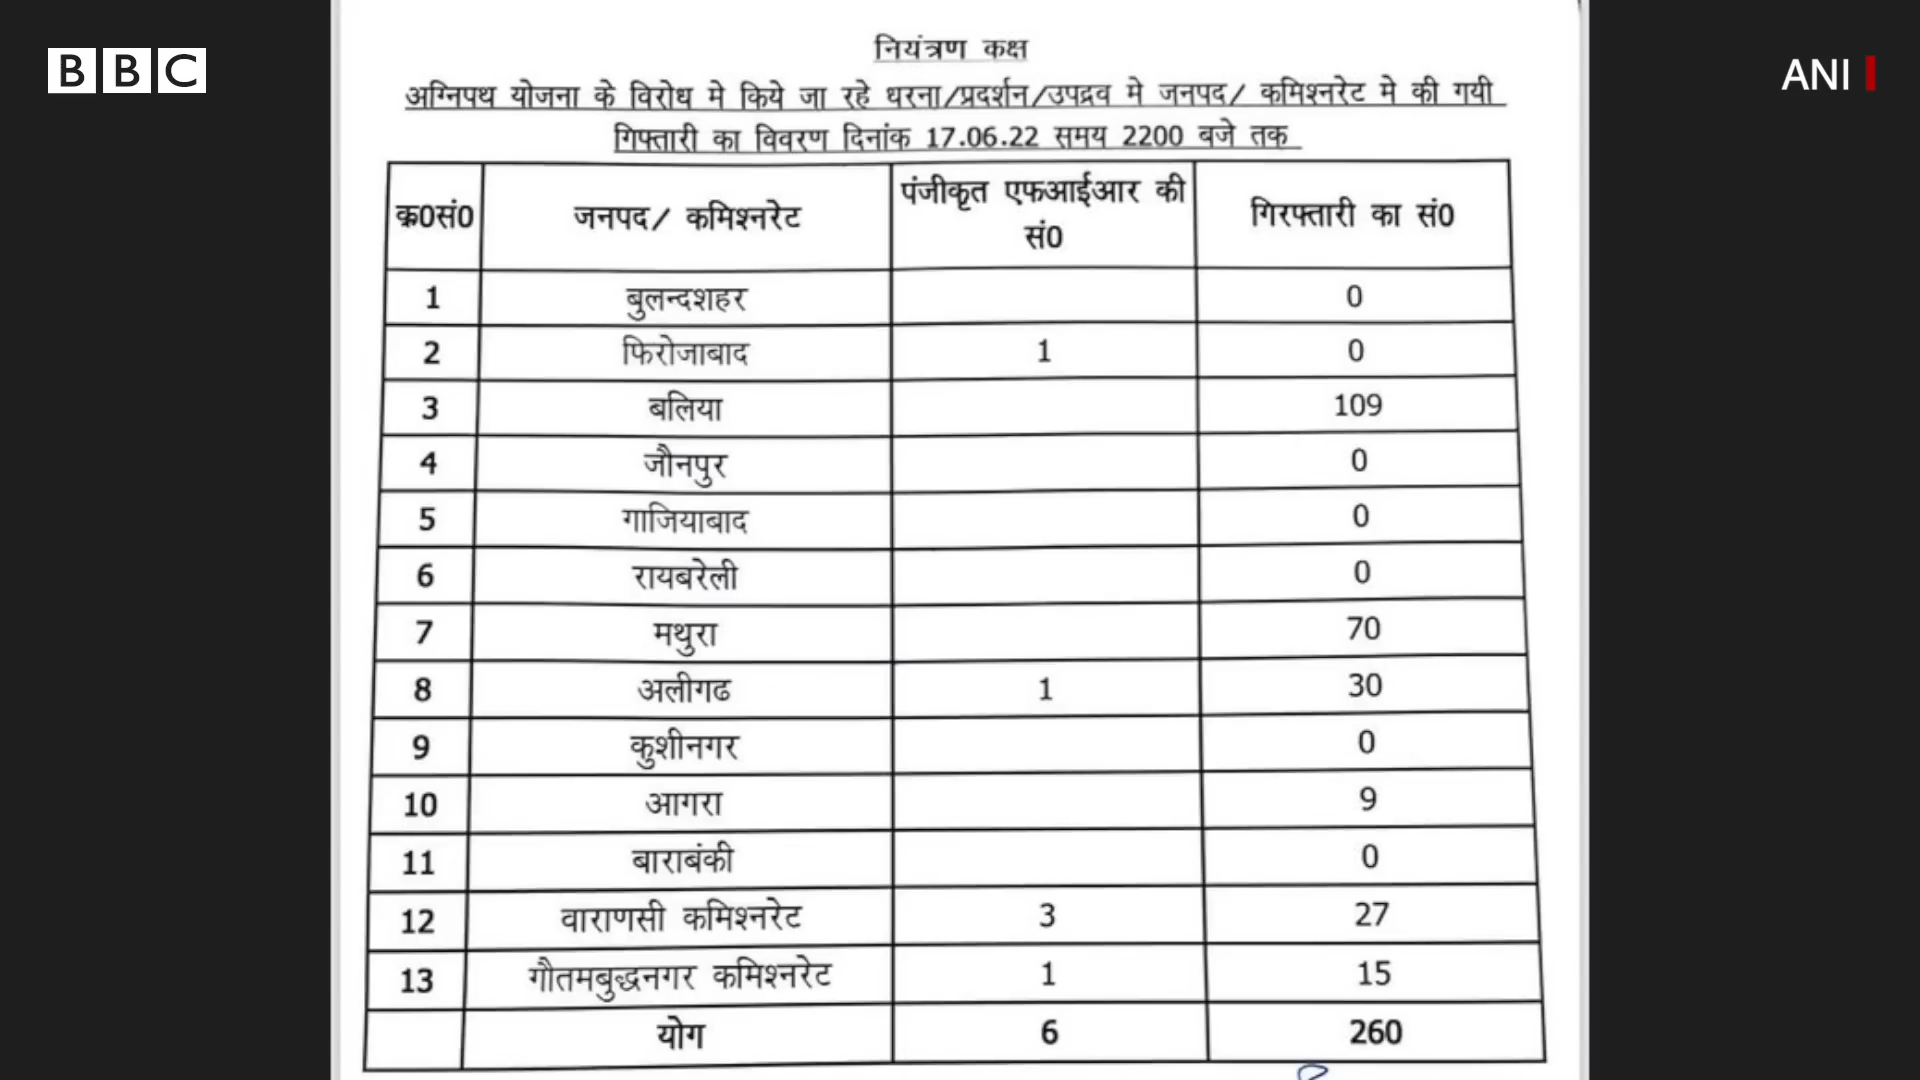 BBC
ANI
नियंत्रण कक्ष
अग्निपथ योजना के विरोध मे किये जा रहे धरना/प्रदर्शन/उपद्रव मे जनपद/ कमिश्नरेट मे की गयी
गिफ्तारी का विवरण दिनांक 17.06.22 समय 2200 बजे तक
क्र0सं0 जनपद/ कमिश्नरेट पंजीकृत एफआईआर की सं0 गिरफ्तारी का सं0
1 बुलन्दशहर 0
2 फिरोजाबाद 1 0
3 बलिया 109
4 जौनपुर 0
5 गाजियाबाद 0
6 रायबरेली 0
7 मथुरा 70
8 अलीगढ 1 30
9 कुशीनगर 0
10 आगरा 9
11 बाराबंकी 0
12 वाराणसी कमिश्नरेट 3 27
13 गौतमबुद्धनगर कमिश्नरेट 1 15
योग 6 260